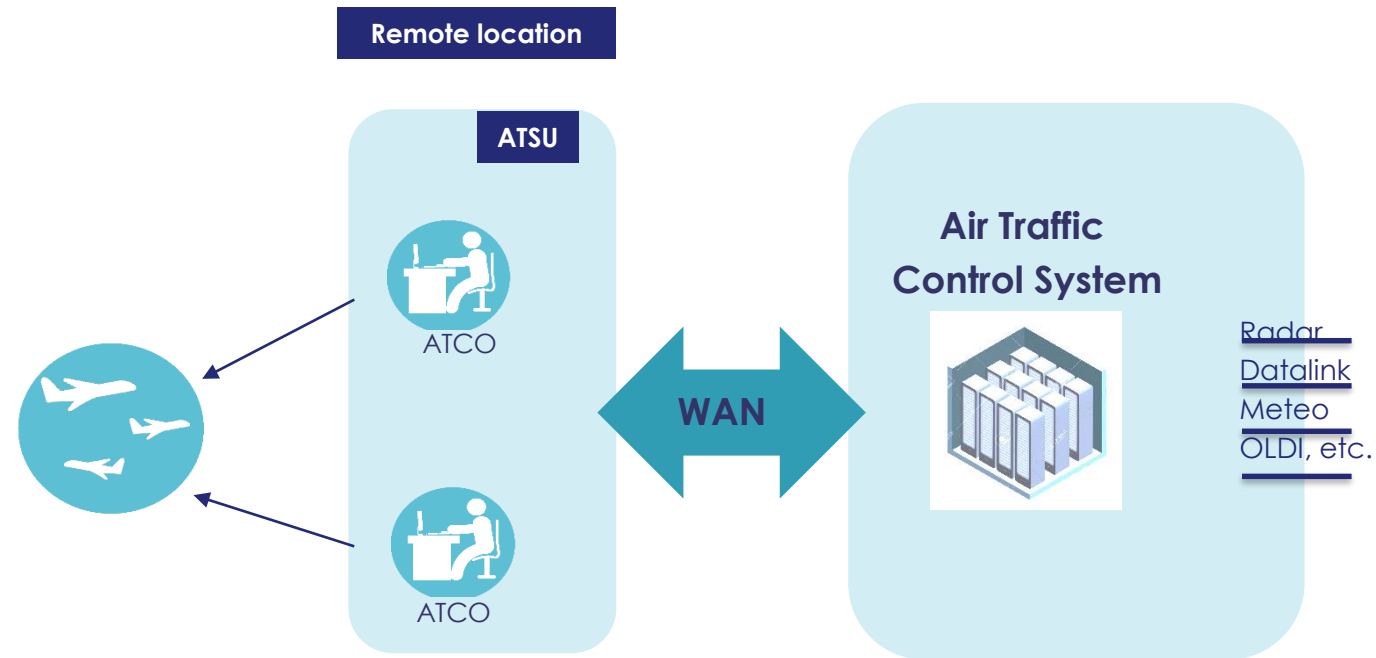 Remote location
ATSU
ATCO
ATCO
WAN
Air Traffic
Control System
Radar
Datalink
Meteo
OLDI, etc.